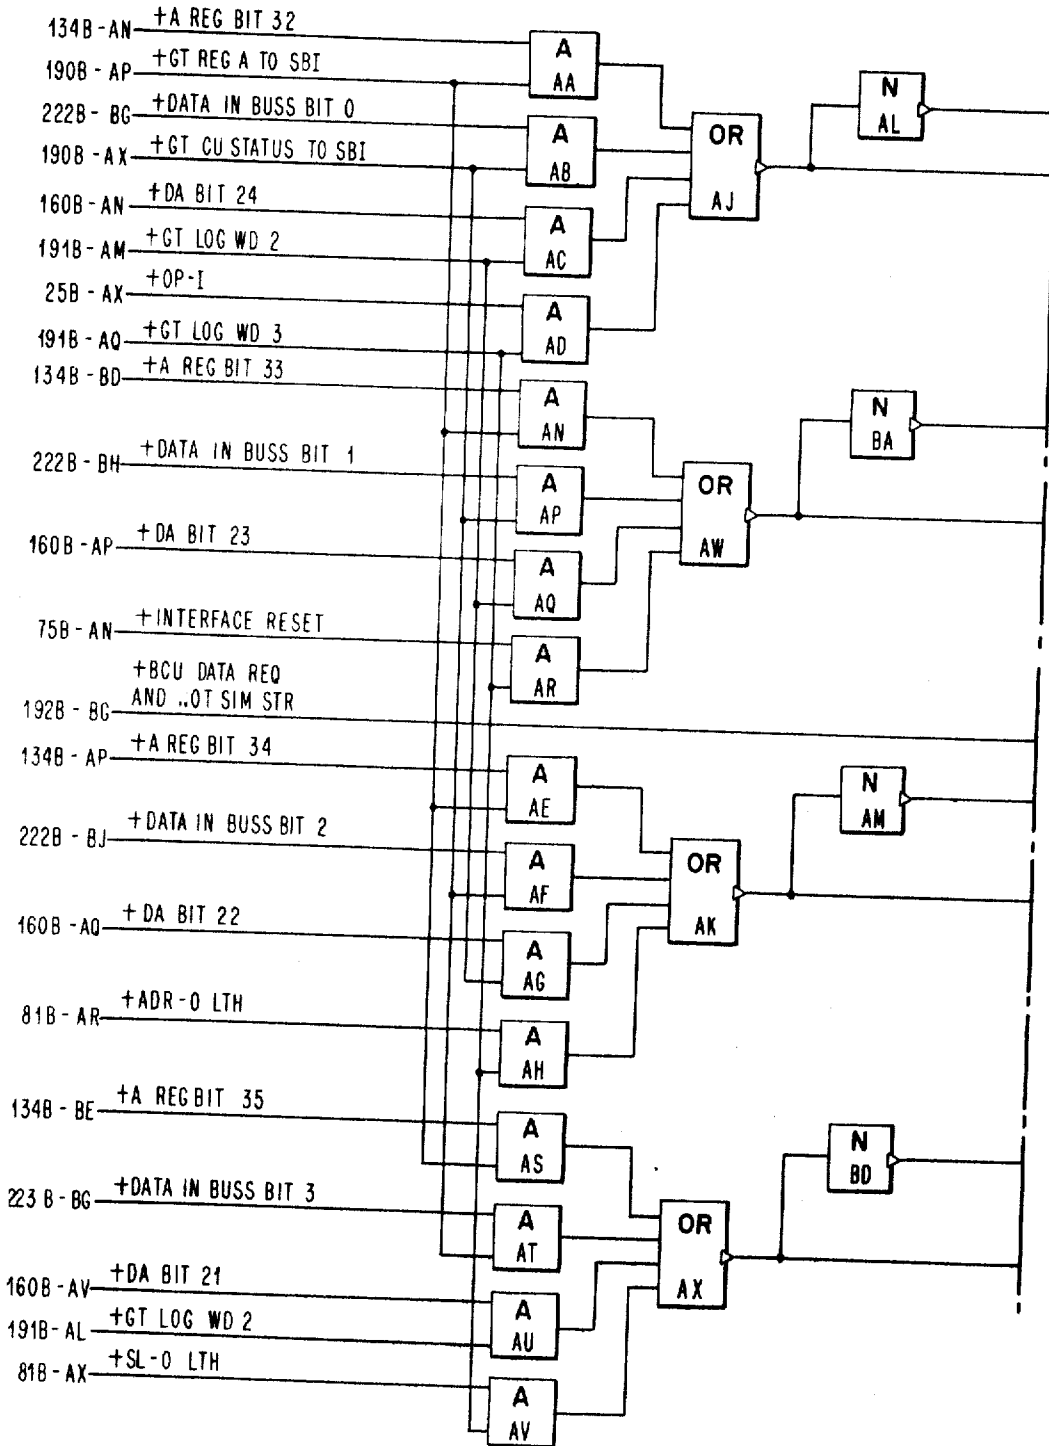 134B-AN +A REG BIT 32
190B-AP +GT REG A TO SBI
222B-BG +DATA IN BUSS BIT 0
190B-AX +GT CU STATUS TO SBI
160B-AN +DA BIT 24
191B-AM +GT LOG WD 2
25B-AX +OP-I
191B-AQ +GT LOG WD 3
134B-BD +A REG BIT 33
222B-BH +DATA IN BUSS BIT 1
160B-AP +DA BIT 23
75B-AN +INTERFACE RESET
+BCU DATA REQ
192B-BG AND ..OT SIM STR
134B-AP +A REG BIT 34
222B-BJ +DATA IN BUSS BIT 2
160B-AQ +DA BIT 22
81B-AR +ADR-0 LTH
134B-BE +A REG BIT 35
223B-BG +DATA IN BUSS BIT 3
160B-AV +DA BIT 21
191B-AL +GT LOG WD 2
81B-AX +SL-0 LTH
A
AA
A
AB
A
AC
A
AD
A
AN
A
AP
A
AQ
A
AR
A
AE
A
AF
A
AG
A
AH
A
AS
A
AT
A
AU
A
AV
OR
AJ
OR
AW
OR
AK
OR
AX
N
AL
N
BA
N
AM
N
BD